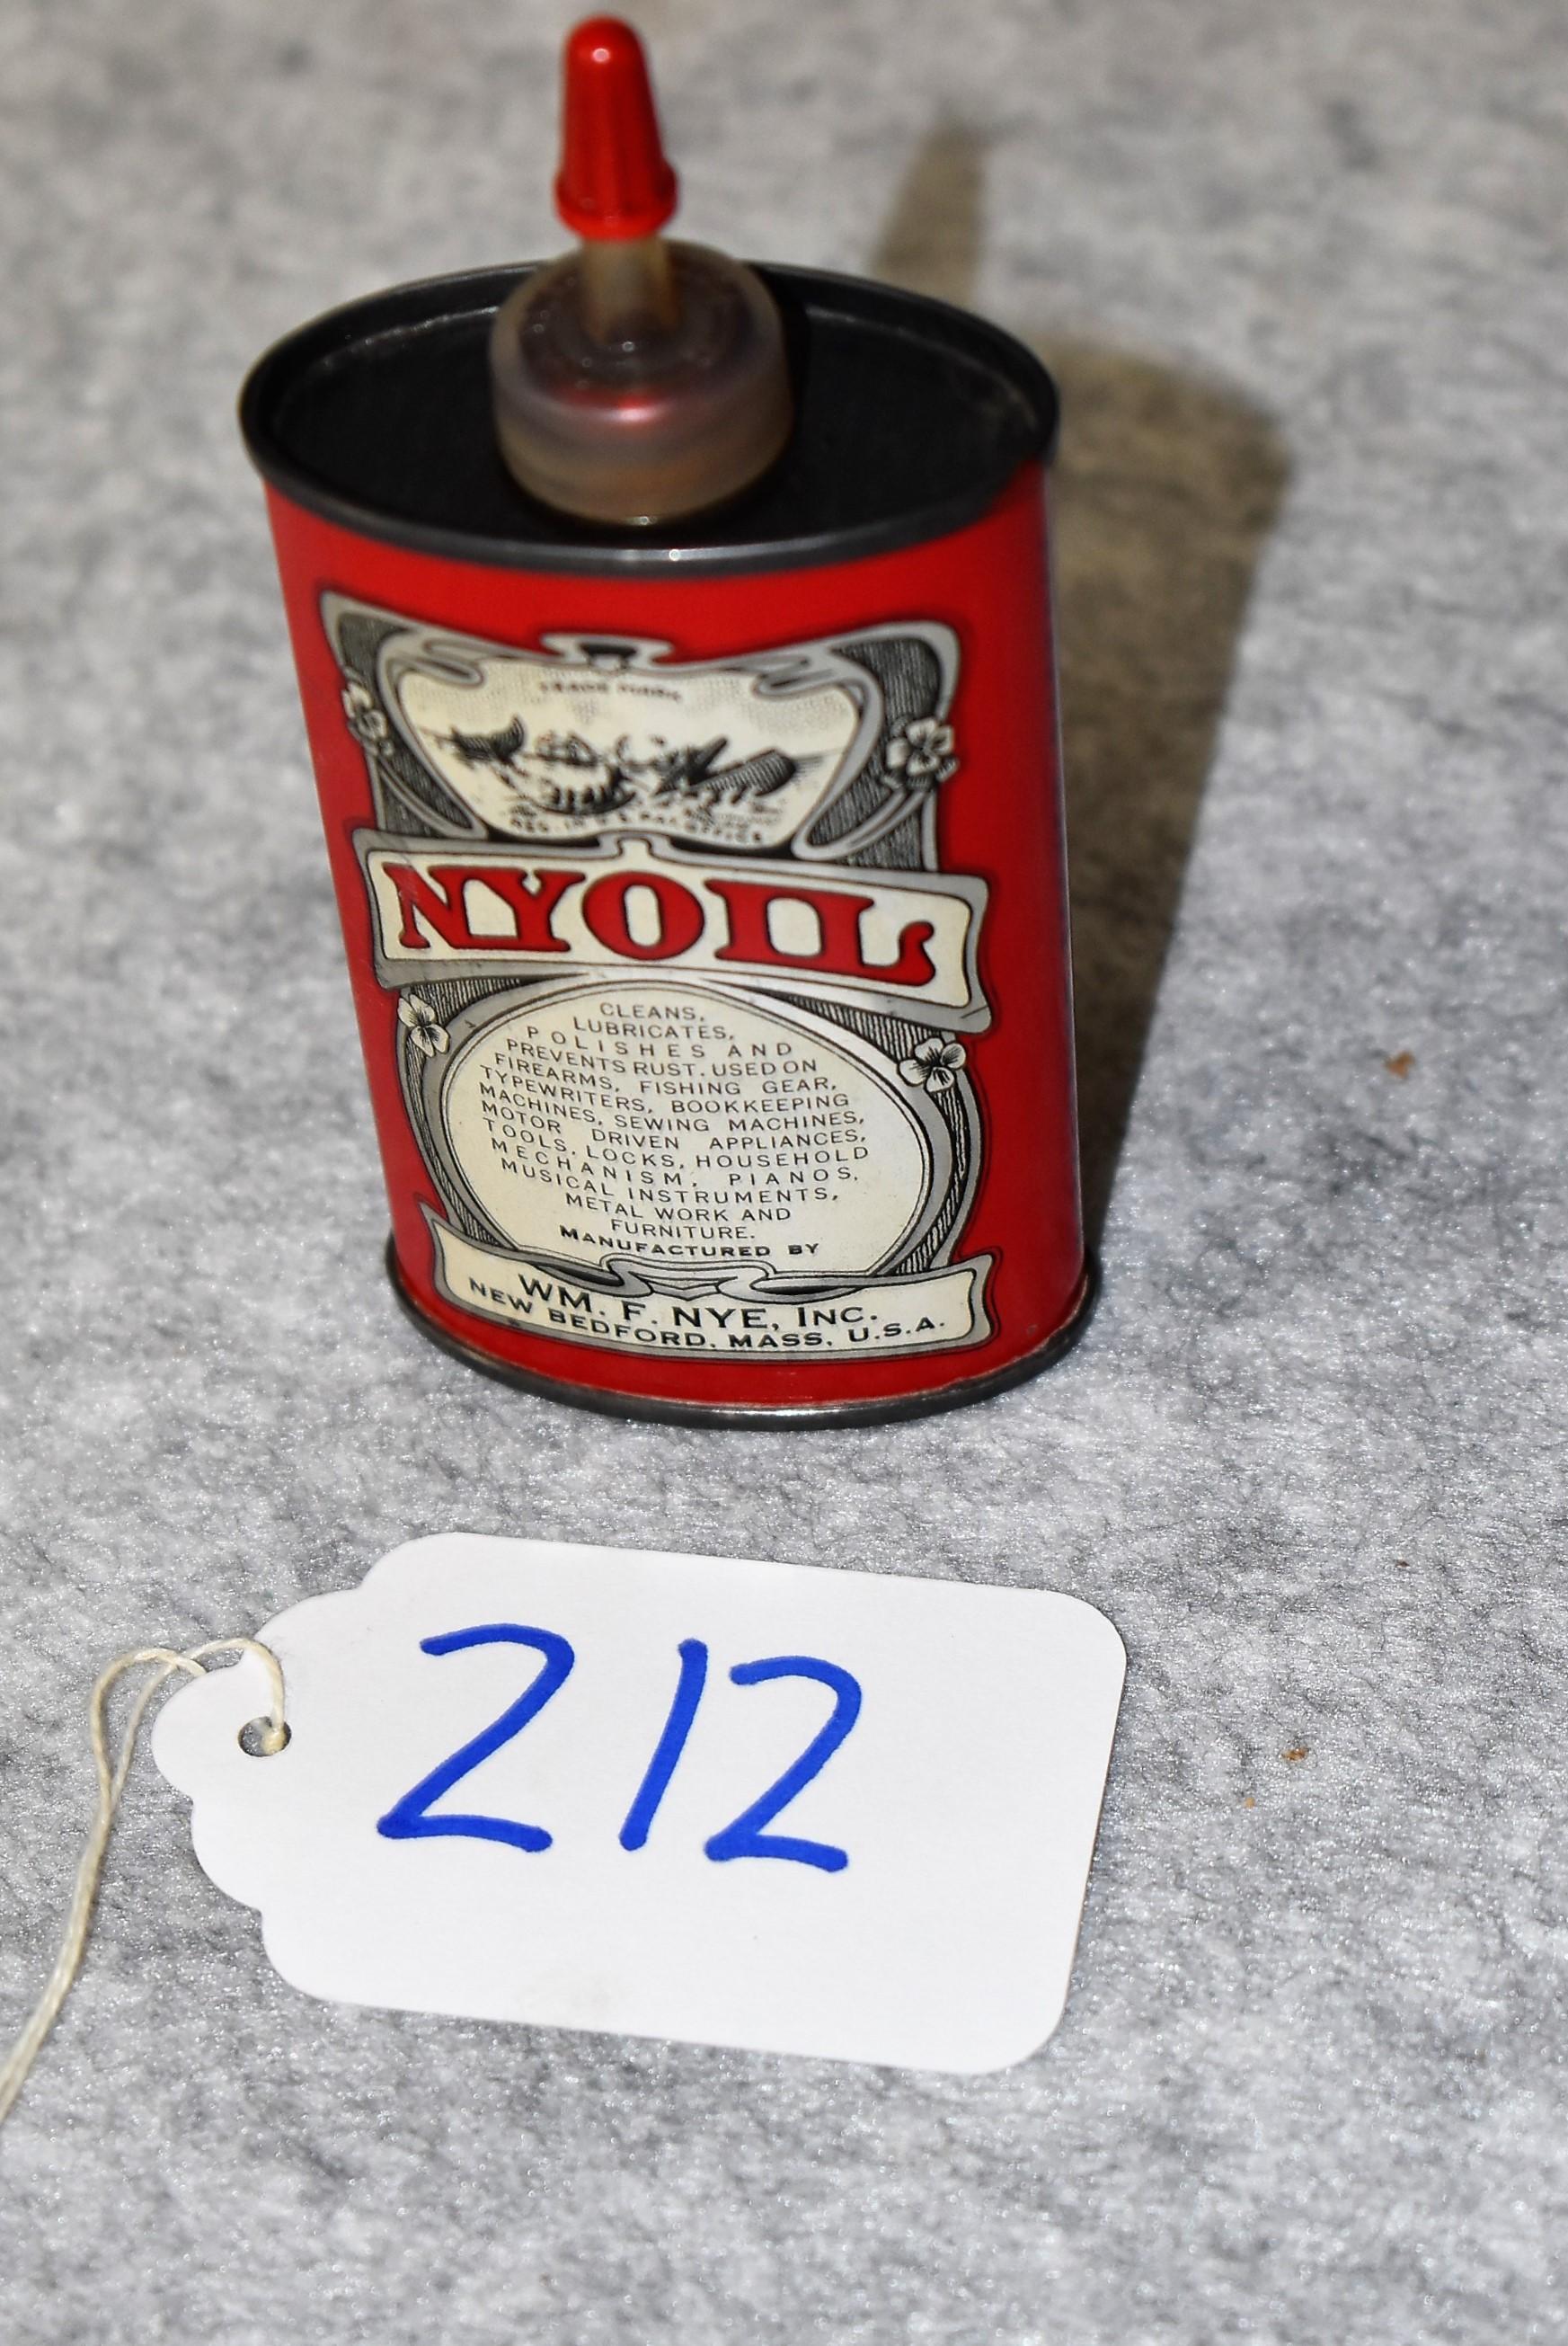 TRADE MARK
REG. IN U.S. PAT. OFFICE
NYOIL
CLEANS,
LUBRICATES,
POLISHES AND
PREVENTS RUST. USED ON
FIREARMS, FISHING GEAR,
TYPEWRITERS, BOOKKEEPING
MACHINES, SEWING MACHINES,
MOTOR DRIVEN APPLIANCES,
TOOLS, LOCKS, HOUSEHOLD
MECHANISM, PIANOS,
MUSICAL INSTRUMENTS,
METAL WORK AND
FURNITURE.
MANUFACTURED BY
WM. F. NYE, INC.
NEW BEDFORD, MASS, U.S.A.
212